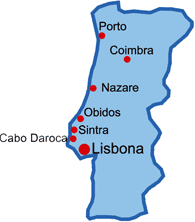 Porto
Coimbra
Nazare
Obidos
Sintra
Cabo Daroca
Lisbona